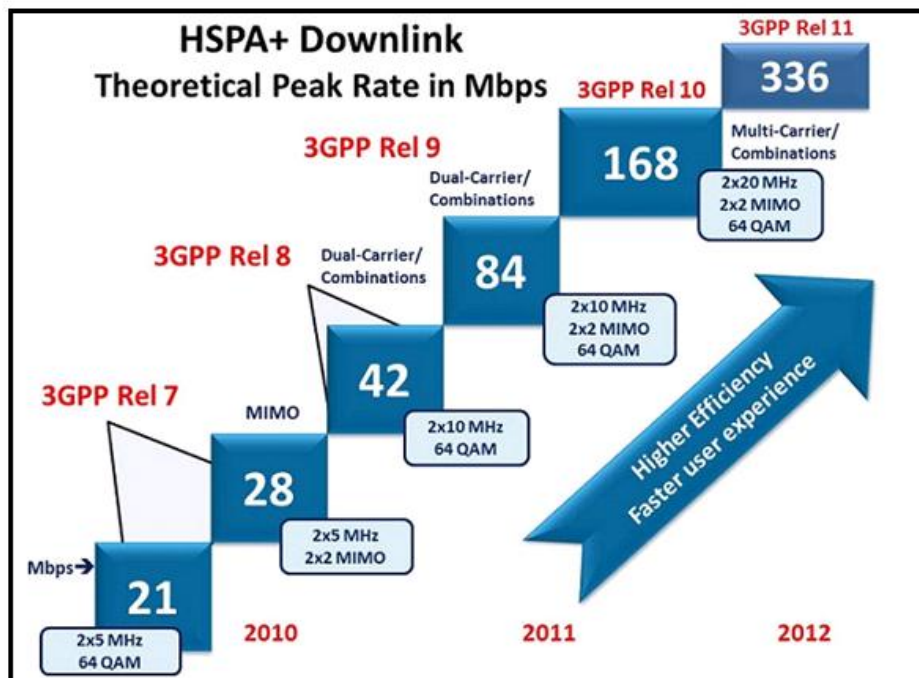 HSPA+ Downlink
Theoretical Peak Rate in Mbps
3GPP Rel 11
336
3GPP Rel 10
168
Multi-Carrier/
Combinations
2x20 MHz
2x2 MIMO
64 QAM
3GPP Rel 9
Dual-Carrier/
Combinations
84
2x10 MHz
2x2 MIMO
64 QAM
3GPP Rel 8
Dual-Carrier/
Combinations
42
2x10 MHz
64 QAM
3GPP Rel 7
MIMO
28
2x5 MHz
2x2 MIMO
Mbps→
21
2x5 MHz
64 QAM
Higher Efficiency
Faster user experience
2010
2011
2012